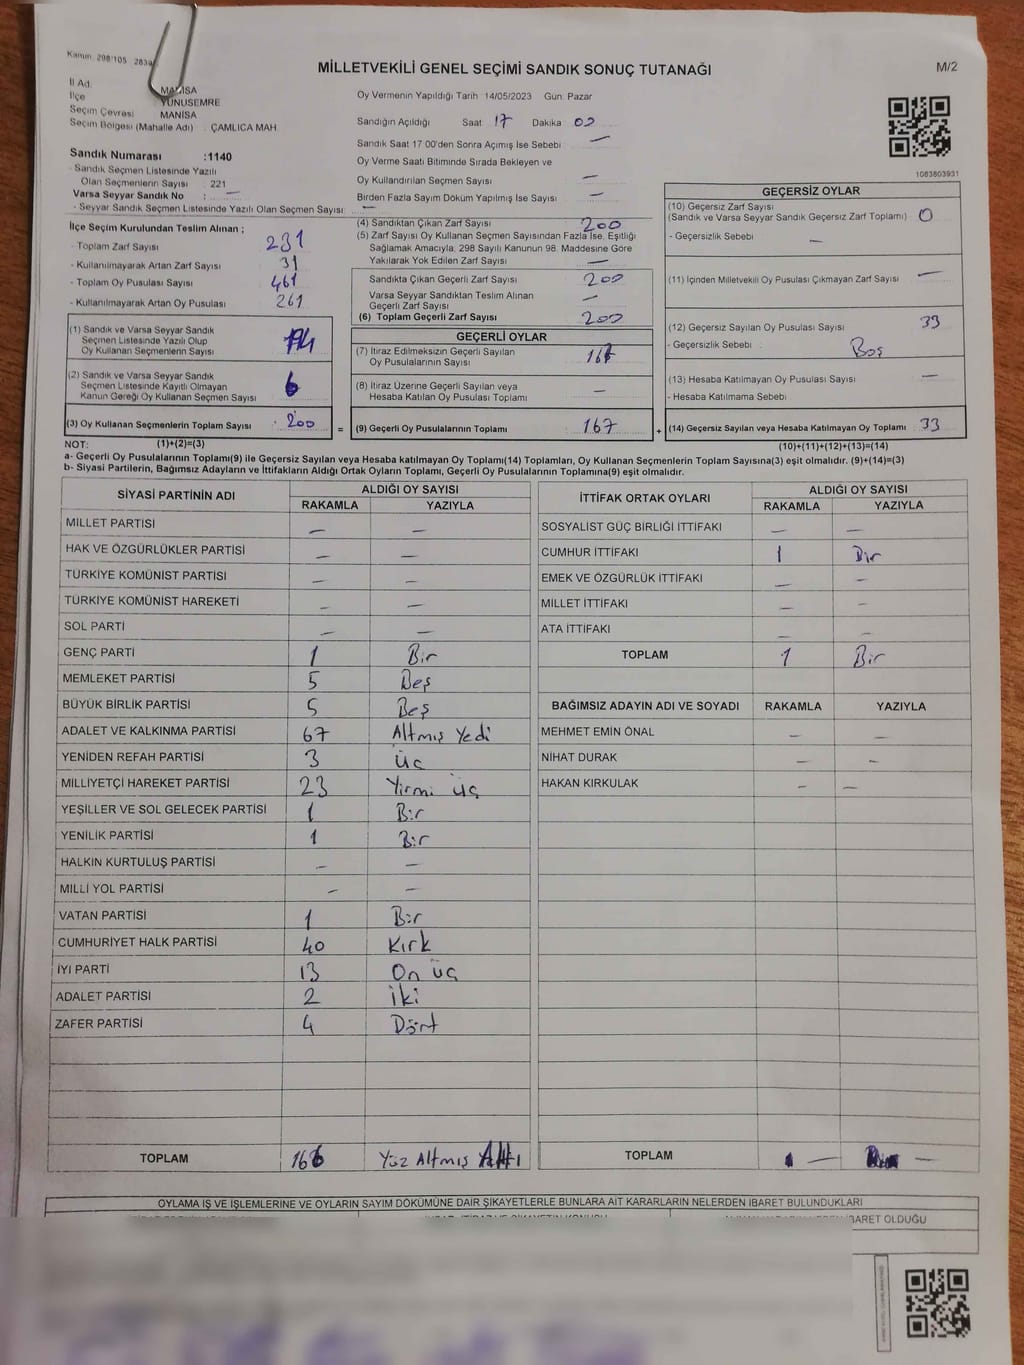 Kanun: 298*105
MİLLETVEKİLİ GENEL SEÇİMİ SANDIK SONUÇ TUTANAĞI
M/2
İl Adı MANİSA
İlçe YUNUSEMRE
Seçim Çevresi MANİSA
Seçim Bölgesi (Mahalle Adı) : ÇAMLICA MAH
Sandık Numarası :1140
- Sandık Seçmen Listesinde Yazılı
Olan Seçmenlerin Sayısı : 221
Varsa Seyyar Sandık No : —
- Seyyar Sandık Seçmen Listesinde Yazılı Olan Seçmen Sayısı: —
İlçe Seçim Kurulundan Teslim Alınan ;
- Toplam Zarf Sayısı : 231
- Kullanılmayarak Artan Zarf Sayısı : 31
- Toplam Oy Pusulası Sayısı : 461
- Kullanılmayarak Artan Oy Pusulası : 261
(1) Sandık ve Varsa Seyyar Sandık
Seçmen Listesinde Yazılı Olup
Oy Kullanan Seçmenlerin Sayısı : 194
(2) Sandık ve Varsa Seyyar Sandık
Seçmen Listesinde Kayıtlı Olmayan
Kanun Gereği Oy Kullanan Seçmen Sayısı : 6
(3) Oy Kullanan Seçmenlerin Toplam Sayısı : 200
Oy Vermenin Yapıldığı Tarih 14/05/2023 Gün: Pazar
Sandığın Açıldığı Saat 17 Dakika 00
Sandık Saat 17 00'den Sonra Açımış İse Sebebi —
Oy Verme Saati Bitiminde Sırada Bekleyen ve
Oy Kullandırılan Seçmen Sayısı —
Birden Fazla Sayım Döküm Yapılmış İse Sayısı —
(4) Sandıktan Çıkan Zarf Sayısı : 200
(5) Zarf Sayısı Oy Kullanan Seçmen Sayısından Fazla İse, Eşitliği
Sağlamak Amacıyla, 298 Sayılı Kanunun 98. Maddesine Göre
Yakılarak Yok Edilen Zarf Sayısı —
Sandıkta Çıkan Geçerli Zarf Sayısı : 200
Varsa Seyyar Sandıktan Teslim Alınan
Geçerli Zarf Sayısı —
(6) Toplam Geçerli Zarf Sayısı : 200
GEÇERLİ OYLAR
(7) İtiraz Edilmeksizin Geçerli Sayılan
Oy Pusulalarının Sayısı : 167
(8) İtiraz Üzerine Geçerli Sayılan veya
Hesaba Katılan Oy Pusulası Toplamı : —
= (9) Geçerli Oy Pusulalarının Toplamı : 167
1083803931
GEÇERSİZ OYLAR
(10) Geçersiz Zarf Sayısı
(Sandık ve Varsa Seyyar Sandık Geçersiz Zarf Toplamı) : 0
- Geçersizlik Sebebi : —
(11) İçinden Milletvekili Oy Pusulası Çıkmayan Zarf Sayısı : —
(12) Geçersiz Sayılan Oy Pusulası Sayısı : 33
- Geçersizlik Sebebi : Boş
(13) Hesaba Katılmayan Oy Pusulası Sayısı : —
- Hesaba Katılmama Sebebi
+ (14) Geçersiz Sayılan veya Hesaba Katılmayan Oy Toplamı : 33
NOT: (1)+(2)=(3)
(10)+(11)+(12)+(13)=(14)
a- Geçerli Oy Pusulalarının Toplamı(9) ile Geçersiz Sayılan veya Hesaba katılmayan Oy Toplamı(14) Toplamları, Oy Kullanan Seçmenlerin Toplam Sayısına(3) eşit olmalıdır. (9)+(14)=(3)
b- Siyasi Partilerin, Bağımsız Adayların ve İttifakların Aldığı Ortak Oyların Toplamı, Geçerli Oy Pusulalarının Toplamına(9) eşit olmalıdır.
SİYASİ PARTİNİN ADI ALDIĞI OY SAYISI
RAKAMLA YAZIYLA
MİLLET PARTİSİ — —
HAK VE ÖZGÜRLÜKLER PARTİSİ — —
TÜRKİYE KOMÜNİST PARTİSİ — —
TÜRKİYE KOMÜNİST HAREKETİ — —
SOL PARTİ — —
GENÇ PARTİ 1 Bir
MEMLEKET PARTİSİ 5 Beş
BÜYÜK BİRLİK PARTİSİ 5 Beş
ADALET VE KALKINMA PARTİSİ 67 Altmış Yedi
YENİDEN REFAH PARTİSİ 3 Üç
MİLLİYETÇİ HAREKET PARTİSİ 23 Yirmi üç
YEŞİLLER VE SOL GELECEK PARTİSİ 1 Bir
YENİLİK PARTİSİ 1 Bir
HALKIN KURTULUŞ PARTİSİ — —
MİLLİ YOL PARTİSİ — —
VATAN PARTİSİ 1 Bir
CUMHURİYET HALK PARTİSİ 40 Kırk
İYİ PARTİ 13 On üç
ADALET PARTİSİ 2 İki
ZAFER PARTİSİ 4 Dört
TOPLAM 166 Yüz Altmış Altı
İTTİFAK ORTAK OYLARI ALDIĞI OY SAYISI
RAKAMLA YAZIYLA
SOSYALİST GÜÇ BİRLİĞİ İTTİFAKI — —
CUMHUR İTTİFAKI 1 Bir
EMEK VE ÖZGÜRLÜK İTTİFAKI — —
MİLLET İTTİFAKI — —
ATA İTTİFAKI — —
TOPLAM 1 Bir
BAĞIMSIZ ADAYIN ADI VE SOYADI RAKAMLA YAZIYLA
MEHMET EMİN ÖNAL — —
NİHAT DURAK — —
HAKAN KIRKULAK — —
TOPLAM — —
OYLAMA İŞ VE İŞLEMLERİNE VE OYLARIN SAYIM DÖKÜMÜNE DAİR ŞİKAYETLERLE BUNLARA AİT KARARLARIN NELERDEN İBARET BULUNDUKLARI
İBARET OLDUĞU